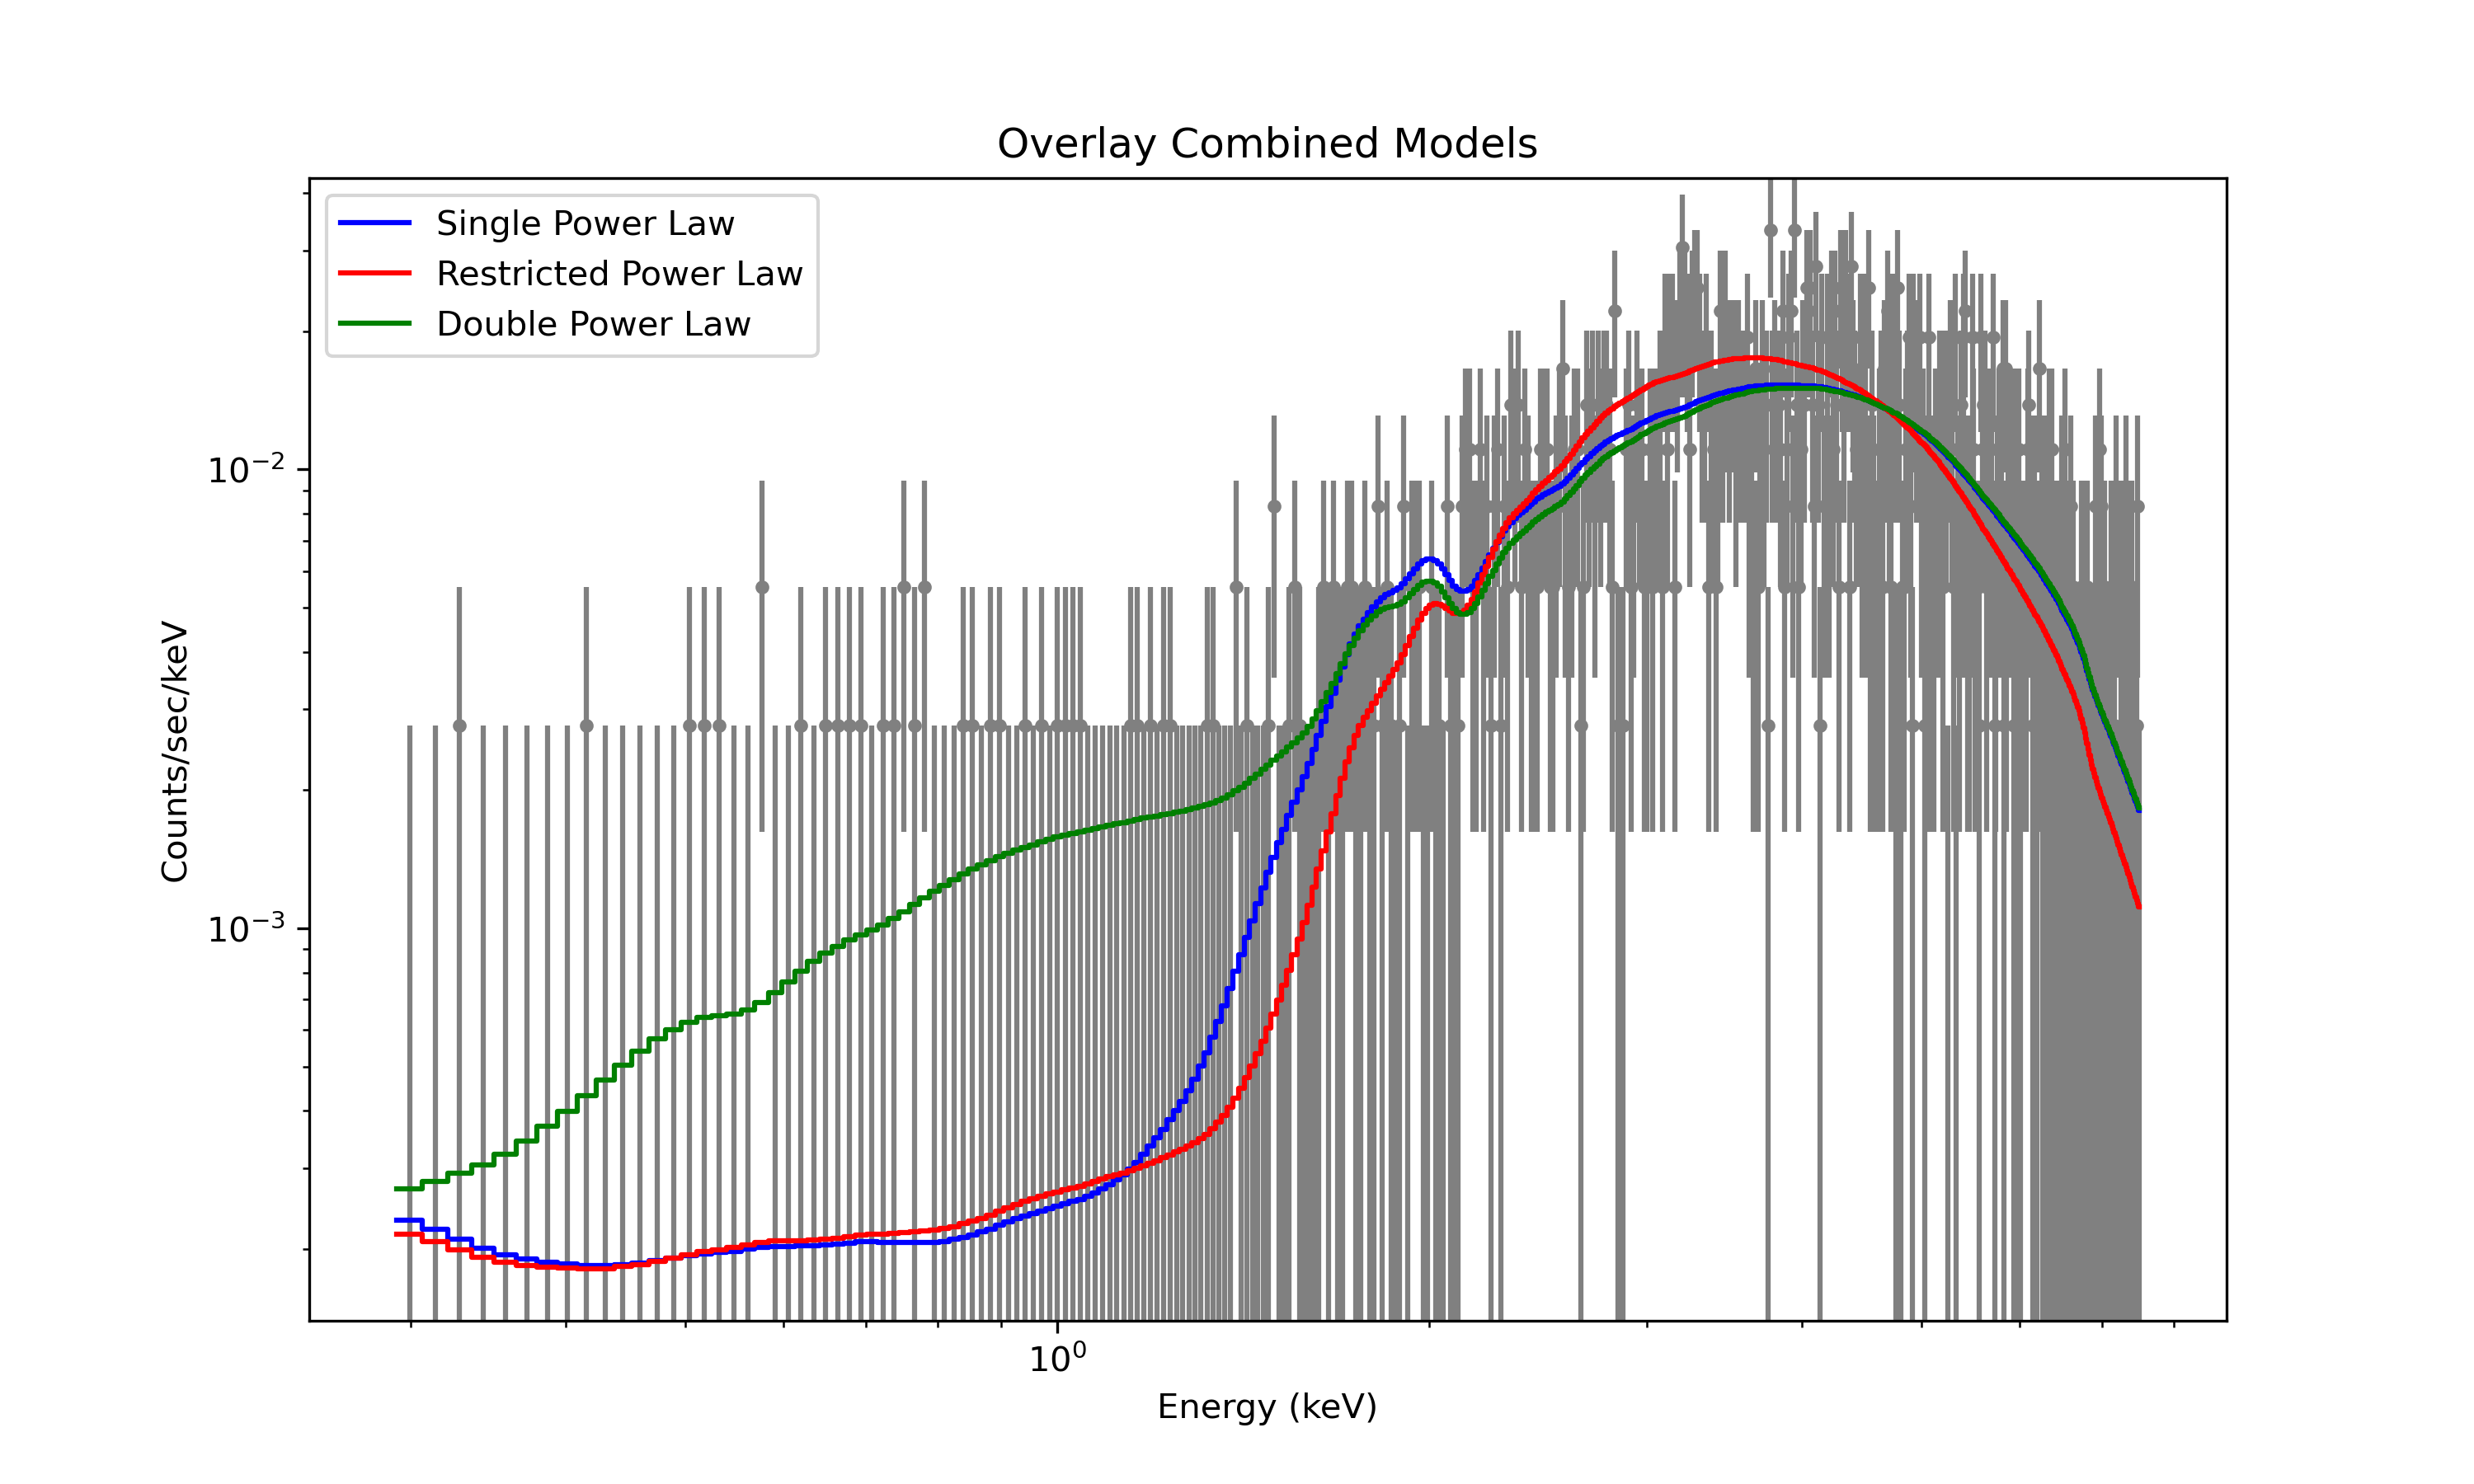 Overlay Combined Models
Single Power Law
Restricted Power Law
Double Power Law
Counts/sec/keV
10⁻²
10⁻³
10⁰
Energy (keV)